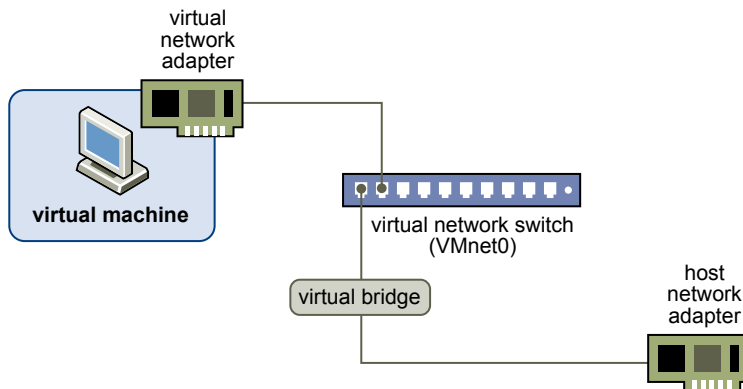 virtual
network
adapter
virtual machine
virtual network switch
(VMnet0)
virtual bridge
host
network
adapter